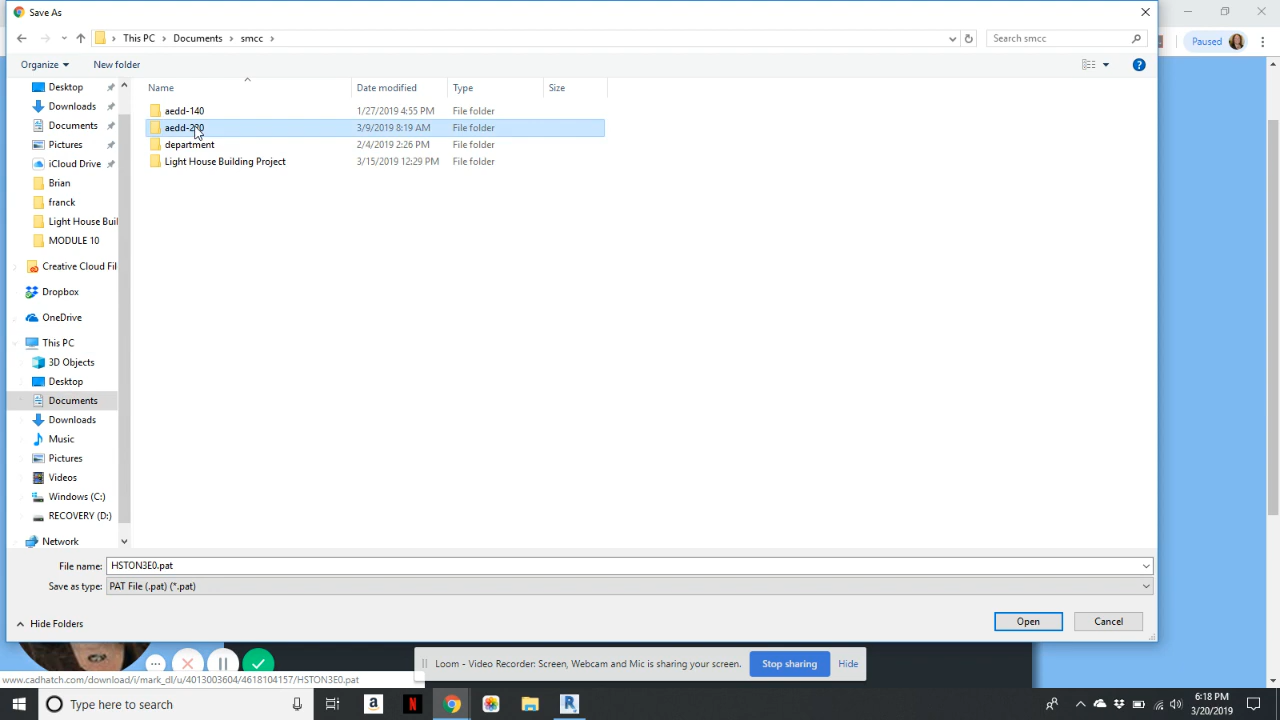 Save As
This PC
Documents
smcc
Search smcc
Paused
Organize
New folder
Name
Date modified
Type
Size
aedd-140
1/27/2019 4:55 PM
File folder
3/9/2019 8:19 AM
File folder
department
2/4/2019 2:26 PM
File folder
Light House Building Project
3/15/2019 12:29 PM
File folder
Desktop
Downloads
Documents
Pictures
iCloud Drive
Brian
franck
Light House Buil
MODULE 10
Creative Cloud Fil
Dropbox
OneDrive
This PC
3D Objects
Desktop
Documents
Downloads
Music
Pictures
Videos
Windows (C:)
RECOVERY (D:)
Network
File name: HSTON3E0.pat
Save as type: PAT File (.pat) (*.pat)
Hide Folders
Open
Cancel
Loom - Video Recorder: Screen, Webcam and Mic is sharing your screen.
Stop sharing
Hide
www.cadhatch.com/download/i/mark_dl/u/4013003604/4618104157/HSTON3E0.pat
Type here to search
6:18 PM
3/20/2019